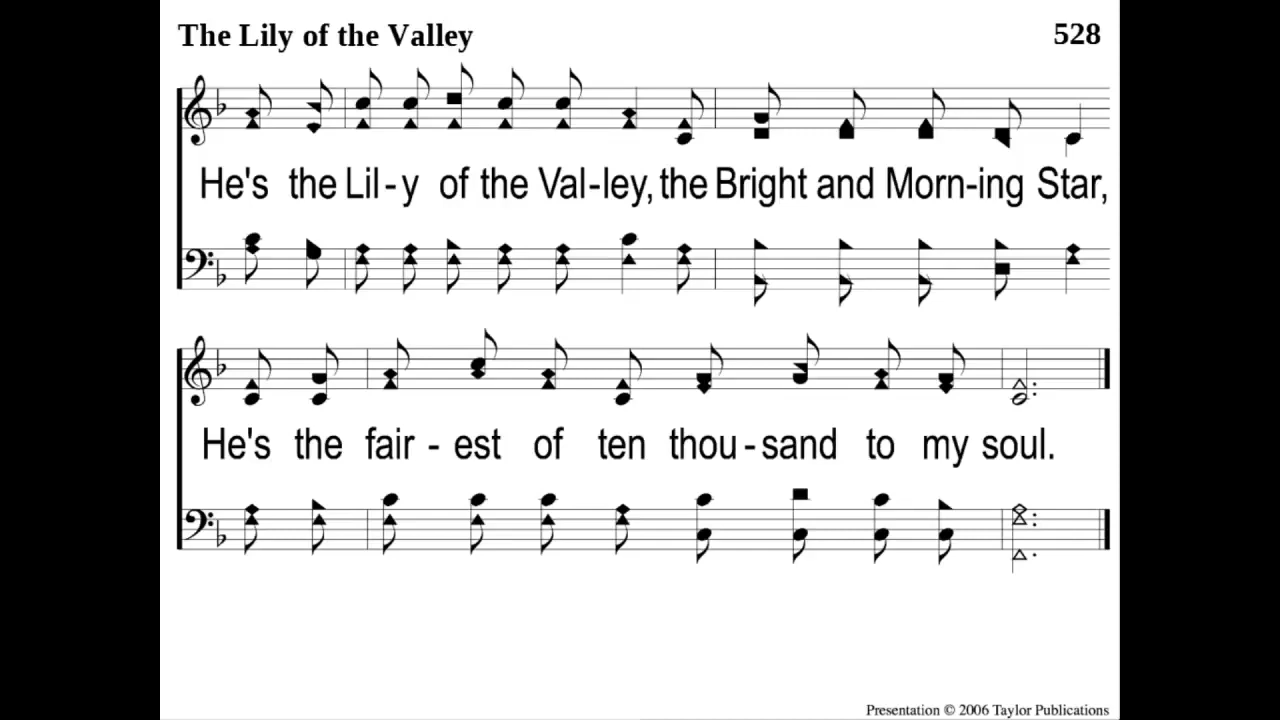 The Lily of the Valley 528
He's the Lil-y of the Val-ley, the Bright and Morn-ing Star,
He's the fair-est of ten thou-sand to my soul.
Presentation © 2006 Taylor Publications